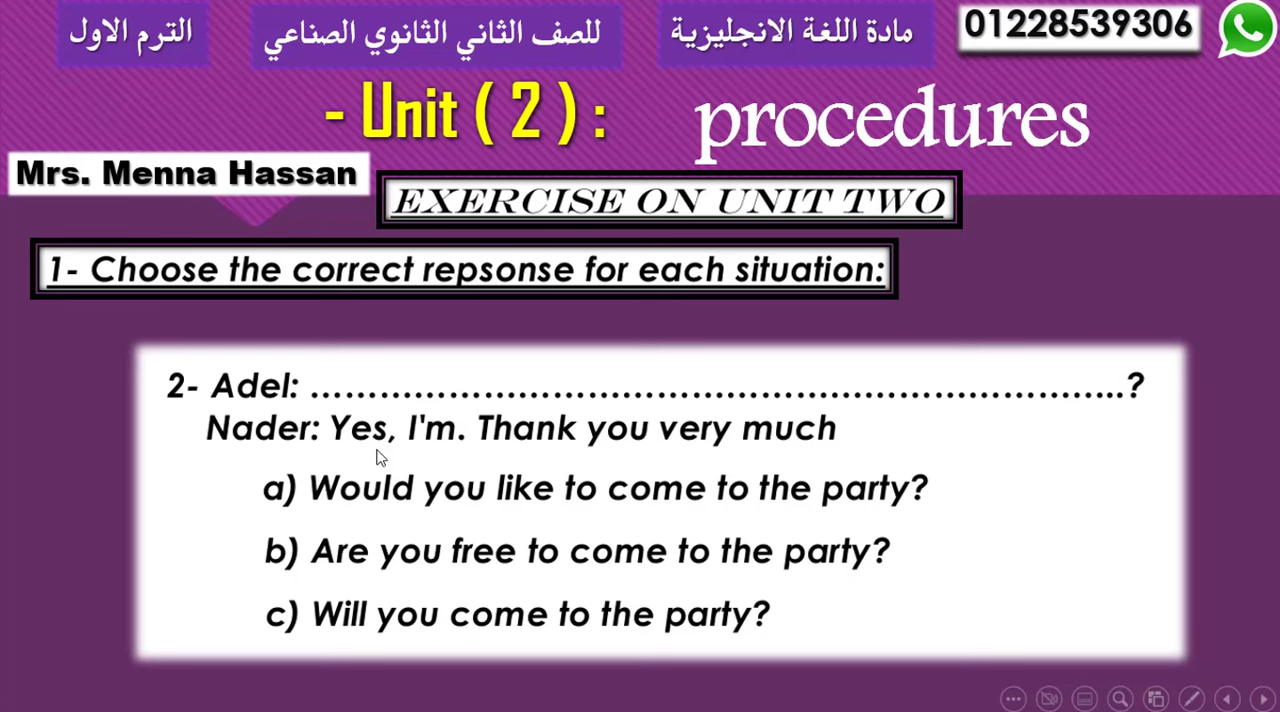 مادة اللغة الانجليزية للصف الثاني الثانوي الصناعي الترم الاول
01228539306
- Unit ( 2 ) : procedures
Mrs. Menna Hassan
EXERCISE ON UNIT TWO
1- Choose the correct repsonse for each situation:
2- Adel: ……………………………………………………………...?
Nader: Yes, I'm. Thank you very much
a) Would you like to come to the party?
b) Are you free to come to the party?
c) Will you come to the party?